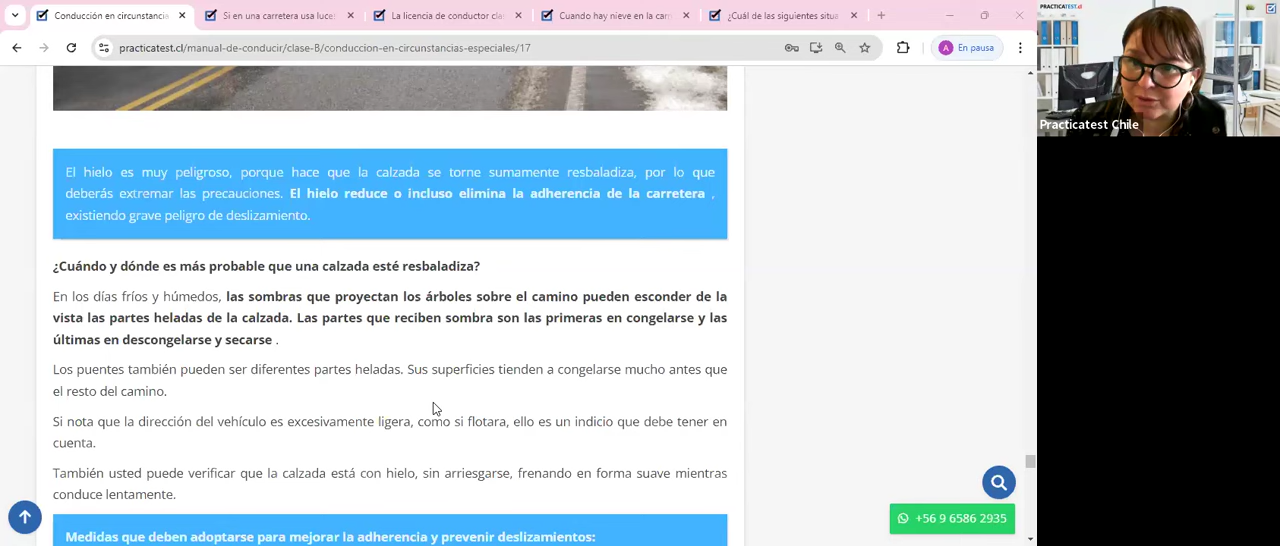 Conducción en circunstancias
Si en una carretera usa luces
La licencia de conductor cla
Cuando hay nieve en la carr
¿Cuál de las siguientes situa
practicatest.cl/manual-de-conducir/clase-B/conduccion-en-circunstancias-especiales/17
A En pausa
PRACTICATEST.cl
Practicatest Chile
El hielo es muy peligroso, porque hace que la calzada se torne sumamente resbaladiza, por lo que
deberás extremar las precauciones. El hielo reduce o incluso elimina la adherencia de la carretera ,
existiendo grave peligro de deslizamiento.
¿Cuándo y dónde es más probable que una calzada esté resbaladiza?
En los días fríos y húmedos, las sombras que proyectan los árboles sobre el camino pueden esconder de la
vista las partes heladas de la calzada. Las partes que reciben sombra son las primeras en congelarse y las
últimas en descongelarse y secarse .
Los puentes también pueden ser diferentes partes heladas. Sus superficies tienden a congelarse mucho antes que
el resto del camino.
Si nota que la dirección del vehículo es excesivamente ligera, como si flotara, ello es un indicio que debe tener en
cuenta.
También usted puede verificar que la calzada está con hielo, sin arriesgarse, frenando en forma suave mientras
conduce lentamente.
+56 9 6586 2935
Medidas que deben adoptarse para mejorar la adherencia y prevenir deslizamientos: